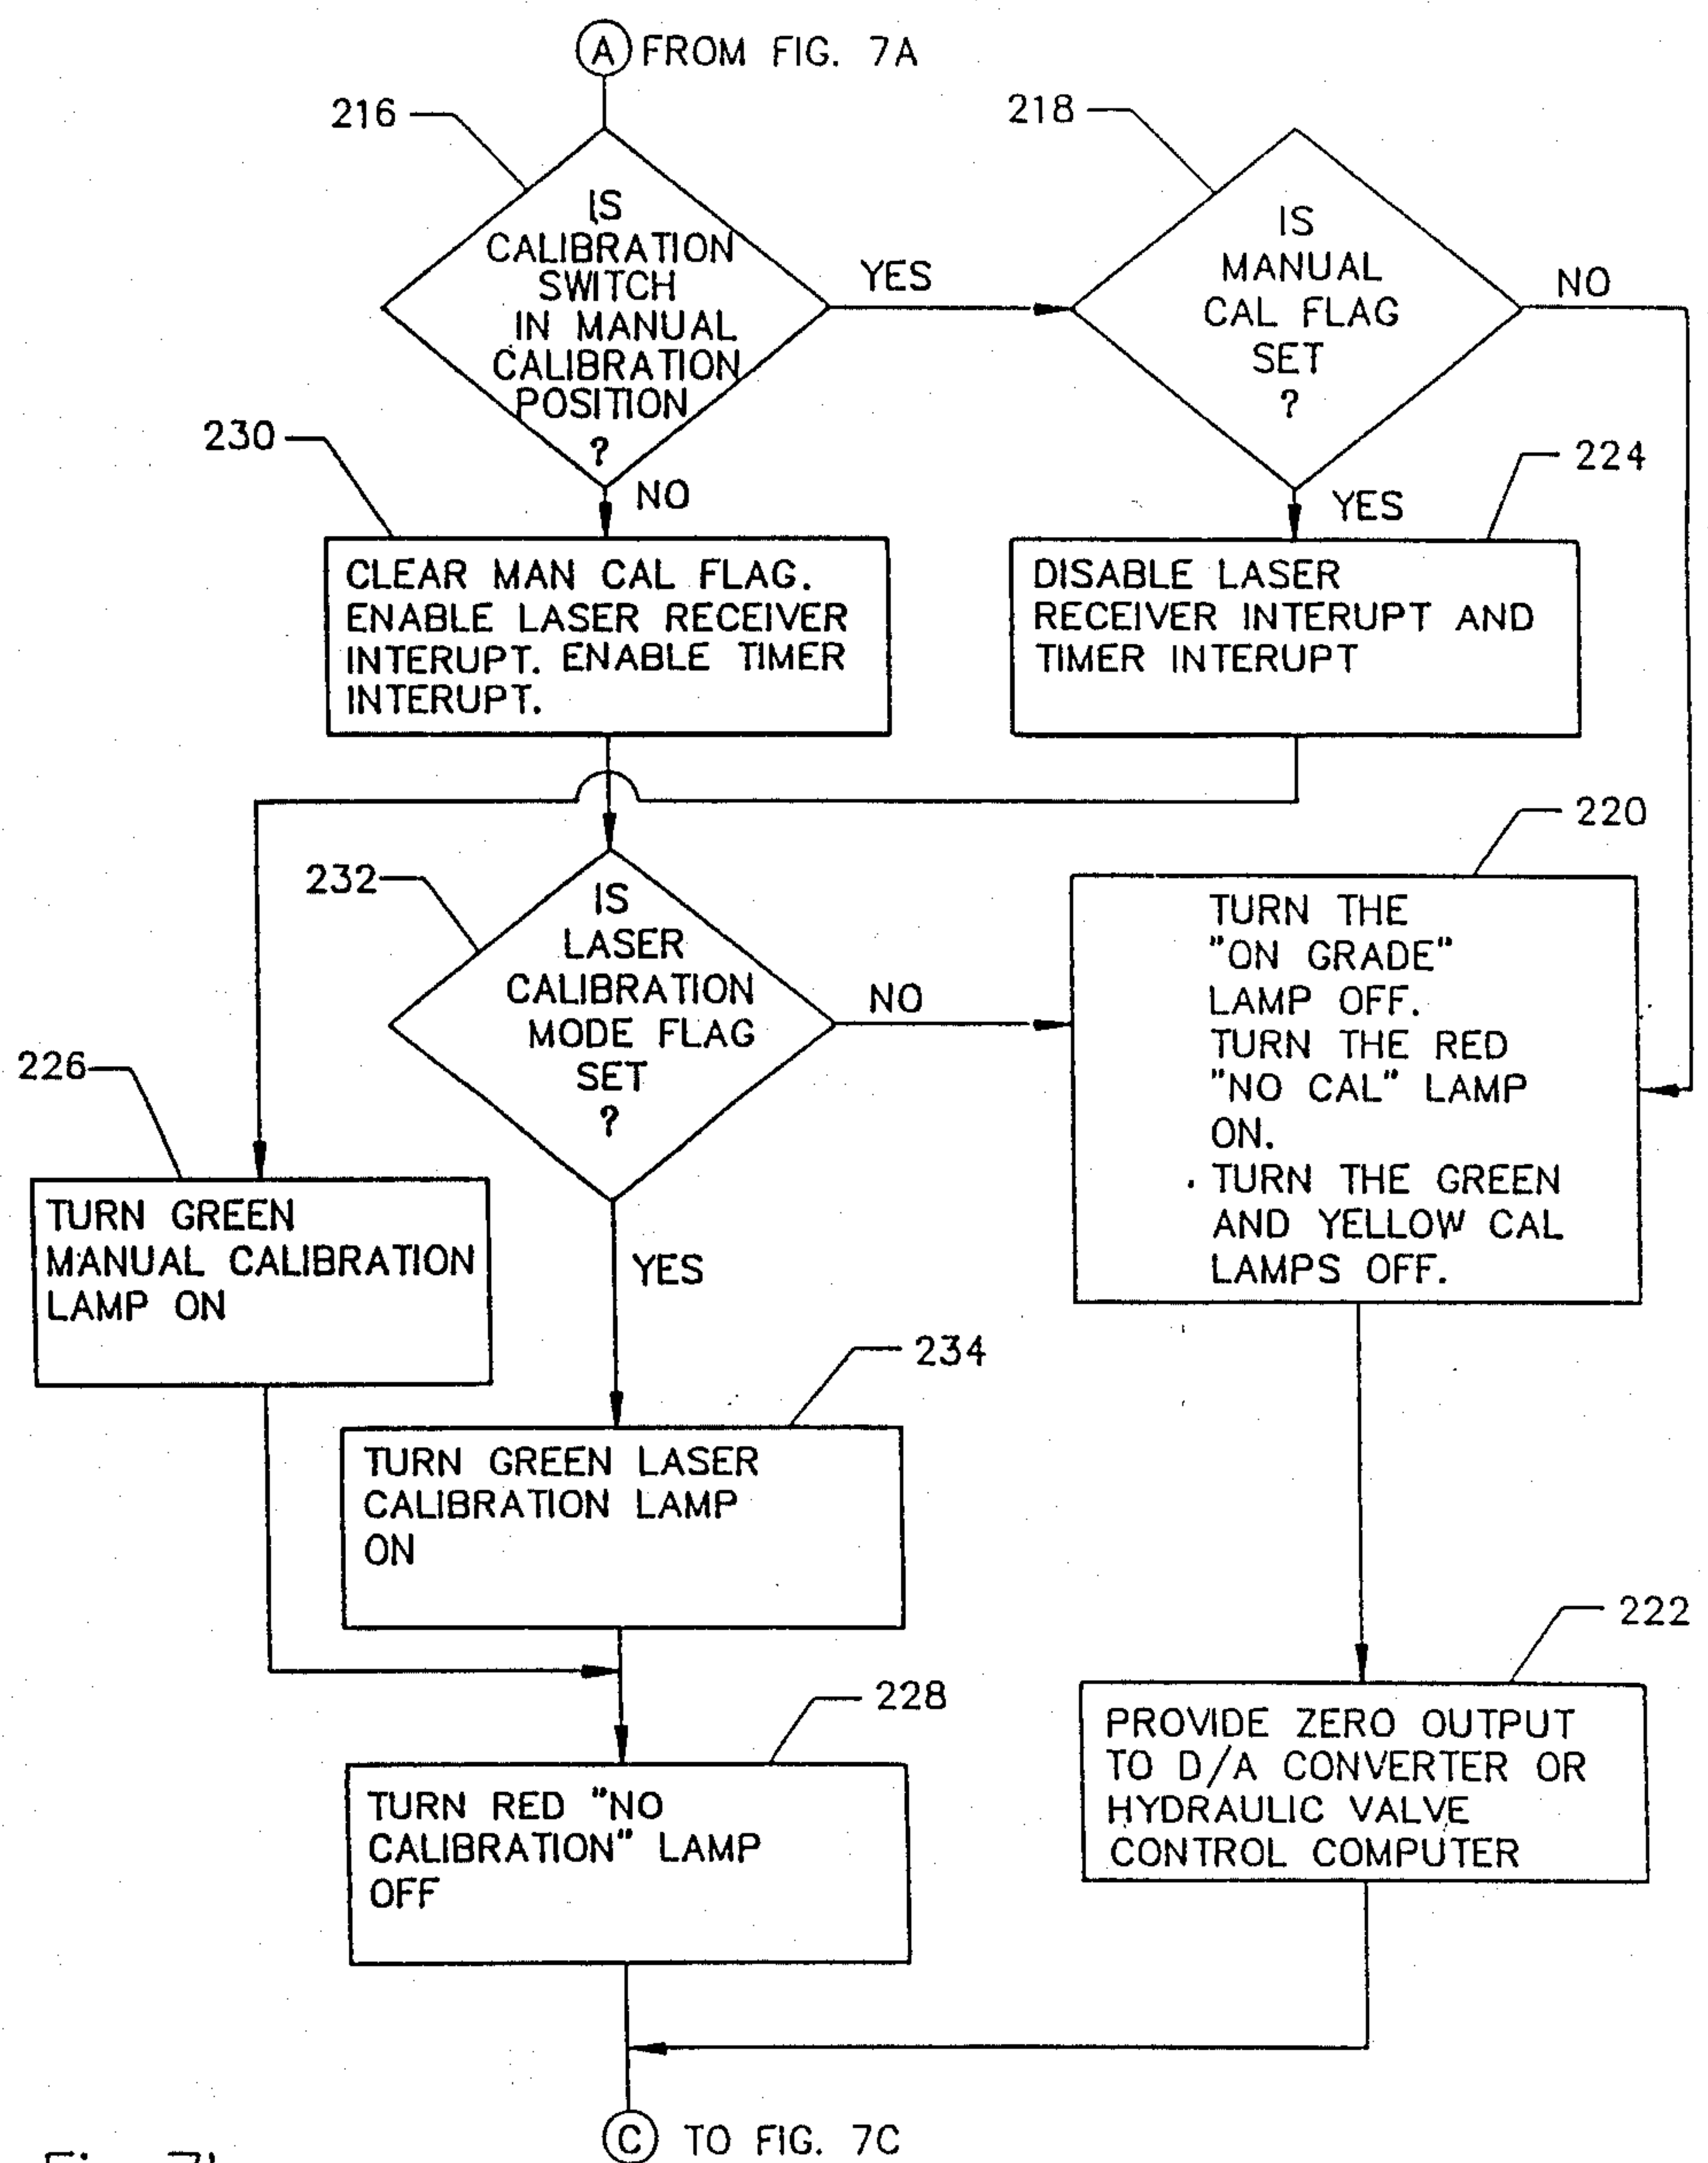 A FROM FIG. 7A
216
IS
CALIBRATION
SWITCH
IN MANUAL
CALIBRATION
POSITION
?
YES
NO
218
IS
MANUAL
CAL FLAG
SET
?
NO
YES
230
CLEAR MAN CAL FLAG.
ENABLE LASER RECEIVER
INTERUPT. ENABLE TIMER
INTERUPT.
224
DISABLE LASER
RECEIVER INTERUPT AND
TIMER INTERUPT
232
IS
LASER
CALIBRATION
MODE FLAG
SET
?
NO
YES
220
TURN THE
"ON GRADE"
LAMP OFF.
TURN THE RED
"NO CAL" LAMP
ON.
TURN THE GREEN
AND YELLOW CAL
LAMPS OFF.
226
TURN GREEN
MANUAL CALIBRATION
LAMP ON
234
TURN GREEN LASER
CALIBRATION LAMP
ON
228
TURN RED "NO
CALIBRATION" LAMP
OFF
222
PROVIDE ZERO OUTPUT
TO D/A CONVERTER OR
HYDRAULIC VALVE
CONTROL COMPUTER
C TO FIG. 7C